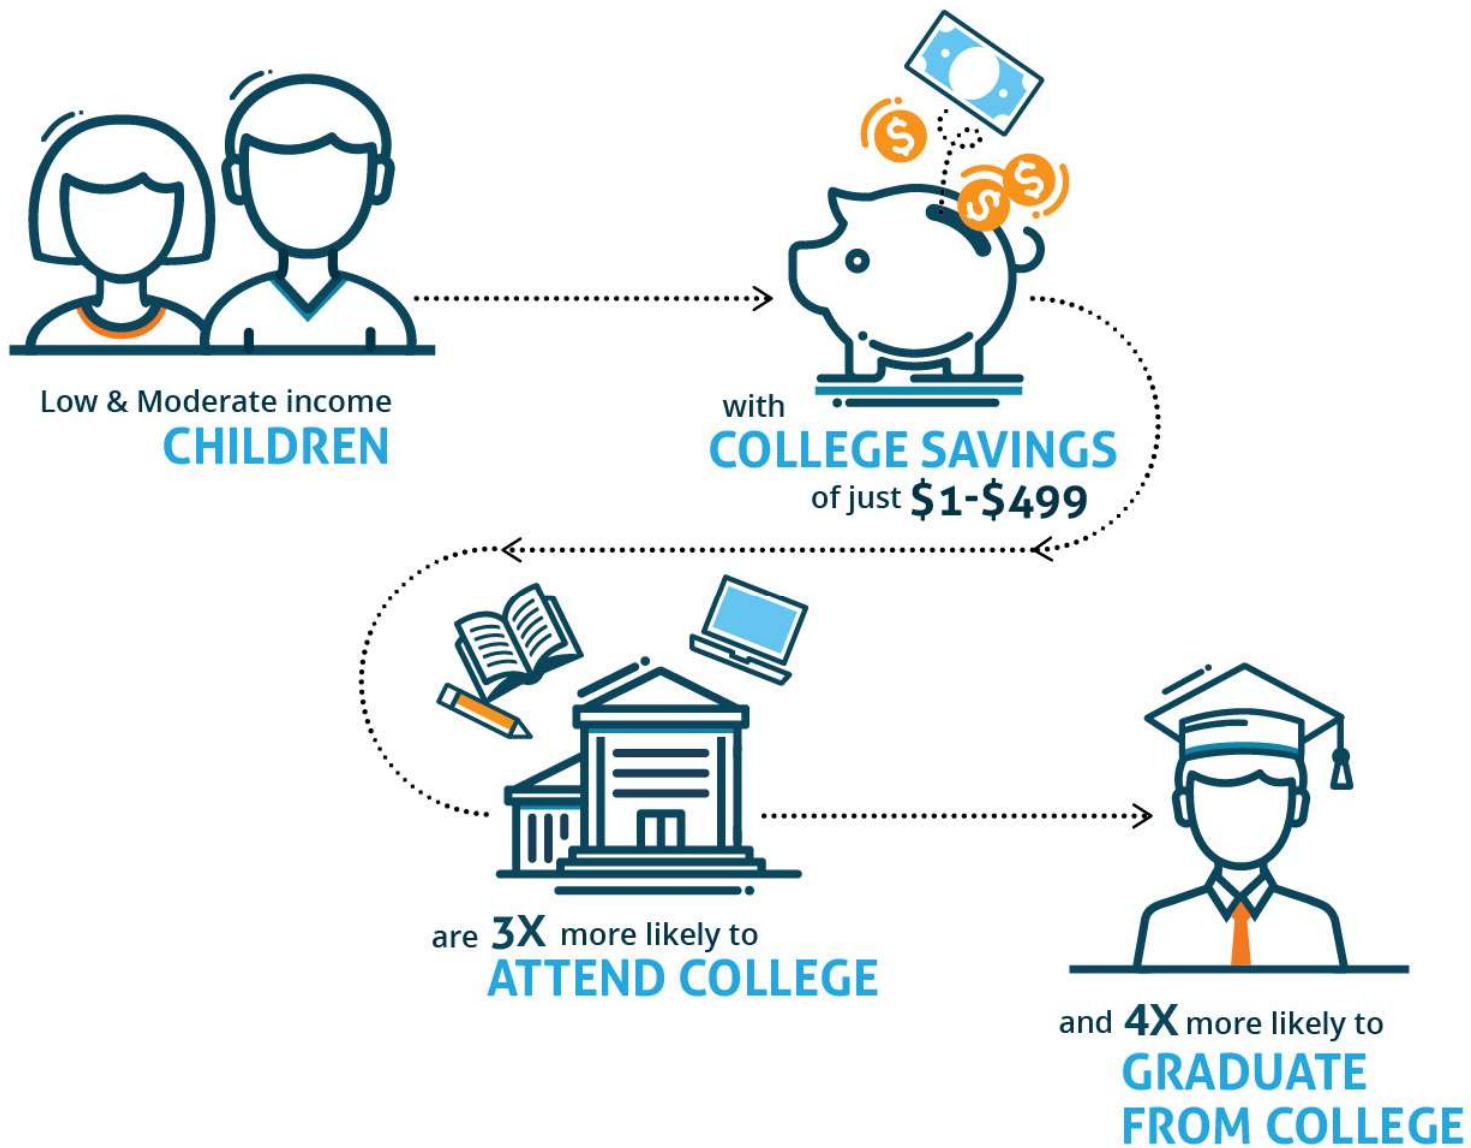 Low & Moderate income
CHILDREN
with
COLLEGE SAVINGS
of just $1-$499
are 3X more likely to
ATTEND COLLEGE
and 4X more likely to
GRADUATE
FROM COLLEGE